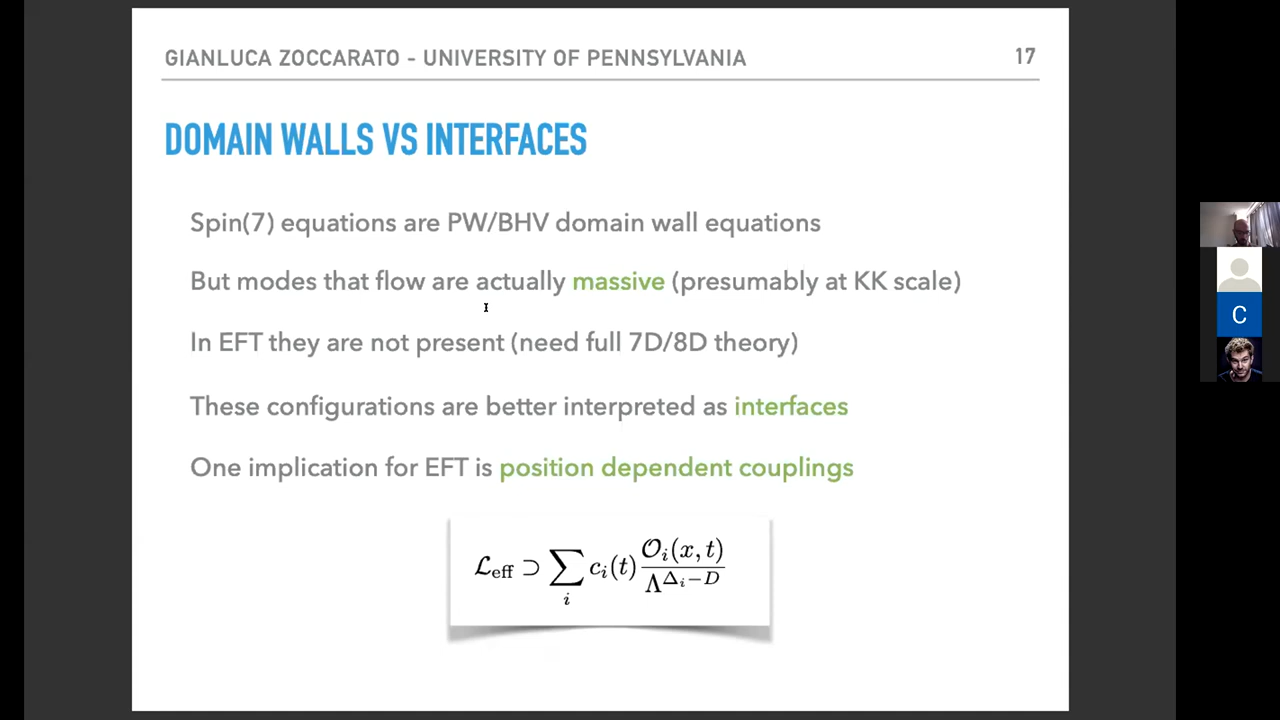 GIANLUCA ZOCCARATO - UNIVERSITY OF PENNSYLVANIA
17
DOMAIN WALLS VS INTERFACES
Spin(7) equations are PW/BHV domain wall equations
But modes that flow are actually massive (presumably at KK scale)
In EFT they are not present (need full 7D/8D theory)
These configurations are better interpreted as interfaces
One implication for EFT is position dependent couplings
$\mathcal{L}_{\text{eff}} \supset \sum_i c_i(t) \frac{\mathcal{O}_i(x,t)}{\Lambda^{\Delta_i - D}}$
C